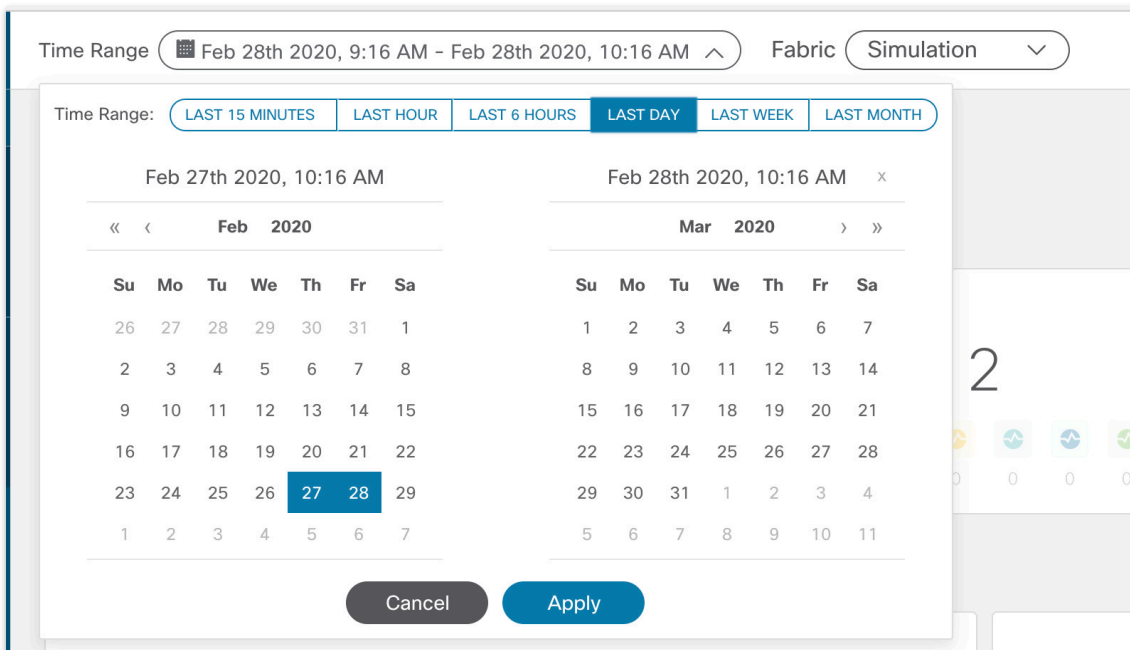 Time Range Feb 28th 2020, 9:16 AM - Feb 28th 2020, 10:16 AM Fabric Simulation
Time Range: LAST 15 MINUTES LAST HOUR LAST 6 HOURS LAST DAY LAST WEEK LAST MONTH
Feb 27th 2020, 10:16 AM Feb 28th 2020, 10:16 AM x
« ‹ Feb 2020 Mar 2020 › »
Su Mo Tu We Th Fr Sa Su Mo Tu We Th Fr Sa
26 27 28 29 30 31 1 1 2 3 4 5 6 7
2 3 4 5 6 7 8 8 9 10 11 12 13 14 2
9 10 11 12 13 14 15 15 16 17 18 19 20 21
16 17 18 19 20 21 22 22 23 24 25 26 27 28
23 24 25 26 27 28 29 29 30 31 1 2 3 4 0 0 0 0
1 2 3 4 5 6 7 5 6 7 8 9 10 11
Cancel Apply